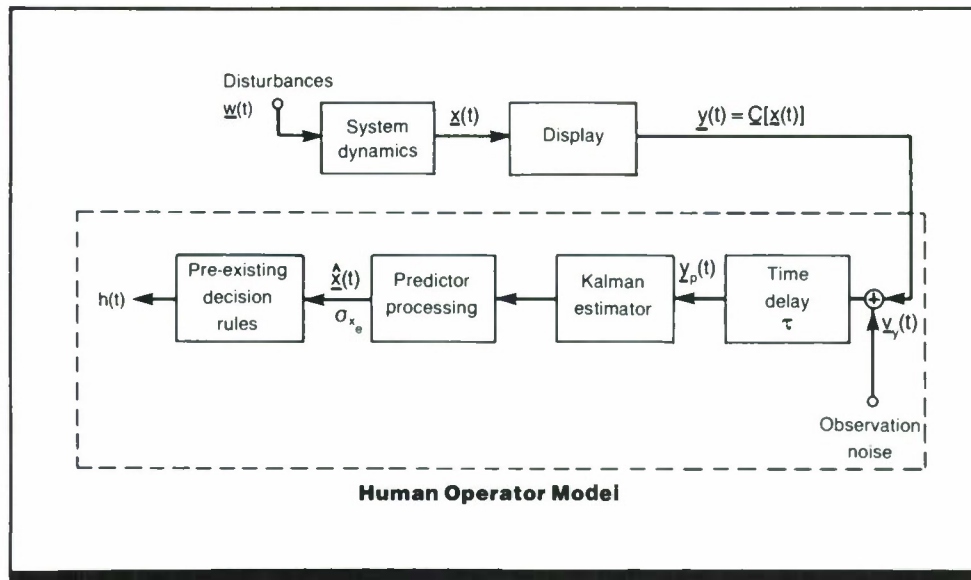 Disturbances
w(t)
System
dynamics
x(t)
Display
y(t) = C[x(t)]
Pre-existing
decision
rules
h(t)
x̂(t)
σxₑ
Predictor
processing
Kalman
estimator
yₚ(t)
Time
delay
τ
+
vᵧ(t)
Observation
noise
Human Operator Model